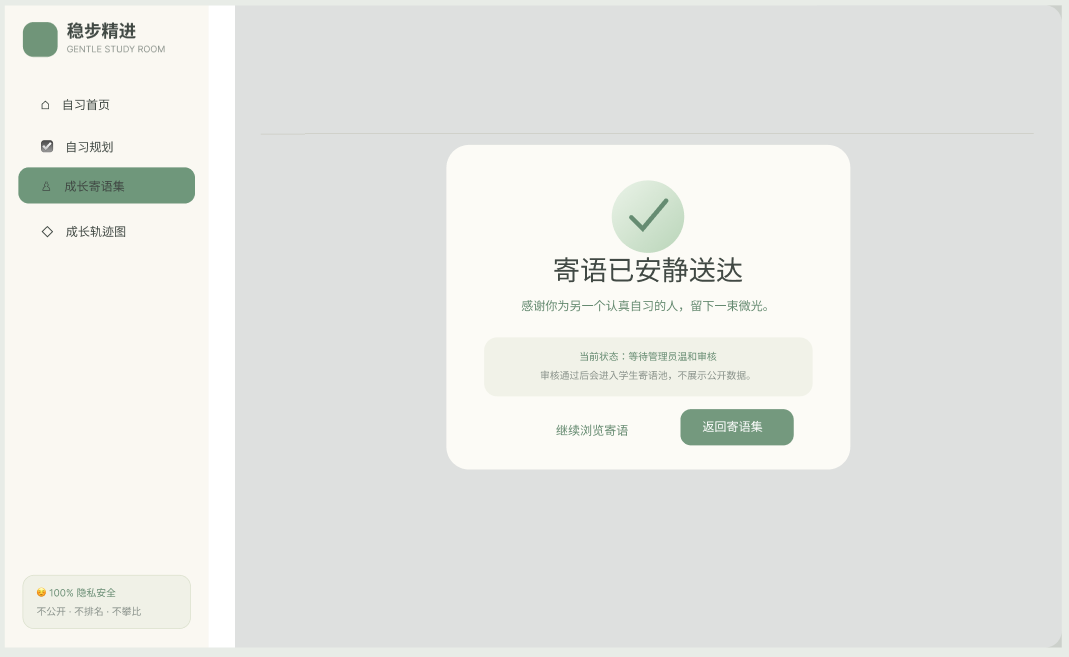 稳步精进
GENTLE STUDY ROOM
自习首页
自习规划
成长寄语集
成长轨迹图
寄语已安静送达
感谢你为另一个认真自习的人，留下一束微光。
当前状态：等待管理员温和审核
审核通过后会进入学生寄语池，不展示公开数据。
继续浏览寄语
返回寄语集
100% 隐私安全
不公开 · 不排名 · 不攀比